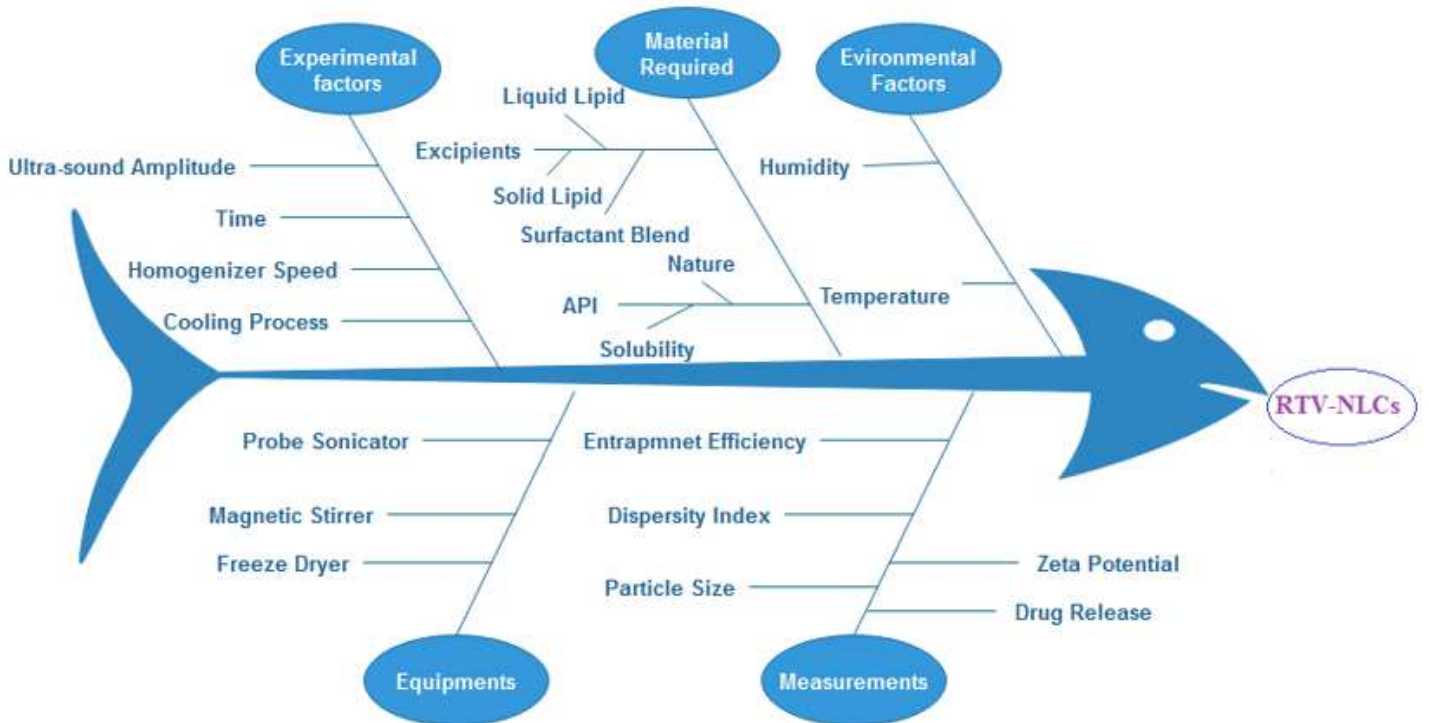 Experimental
factors
Material
Required
Evironmental
Factors
Liquid Lipid
Excipients
Solid Lipid
Surfactant Blend
Nature
API
Solubility
Ultra-sound Amplitude
Time
Homogenizer Speed
Cooling Process
Humidity
Temperature
RTV-NLCs
Probe Sonicator
Magnetic Stirrer
Freeze Dryer
Entrapmnet Efficiency
Dispersity Index
Particle Size
Zeta Potential
Drug Release
Equipments
Measurements